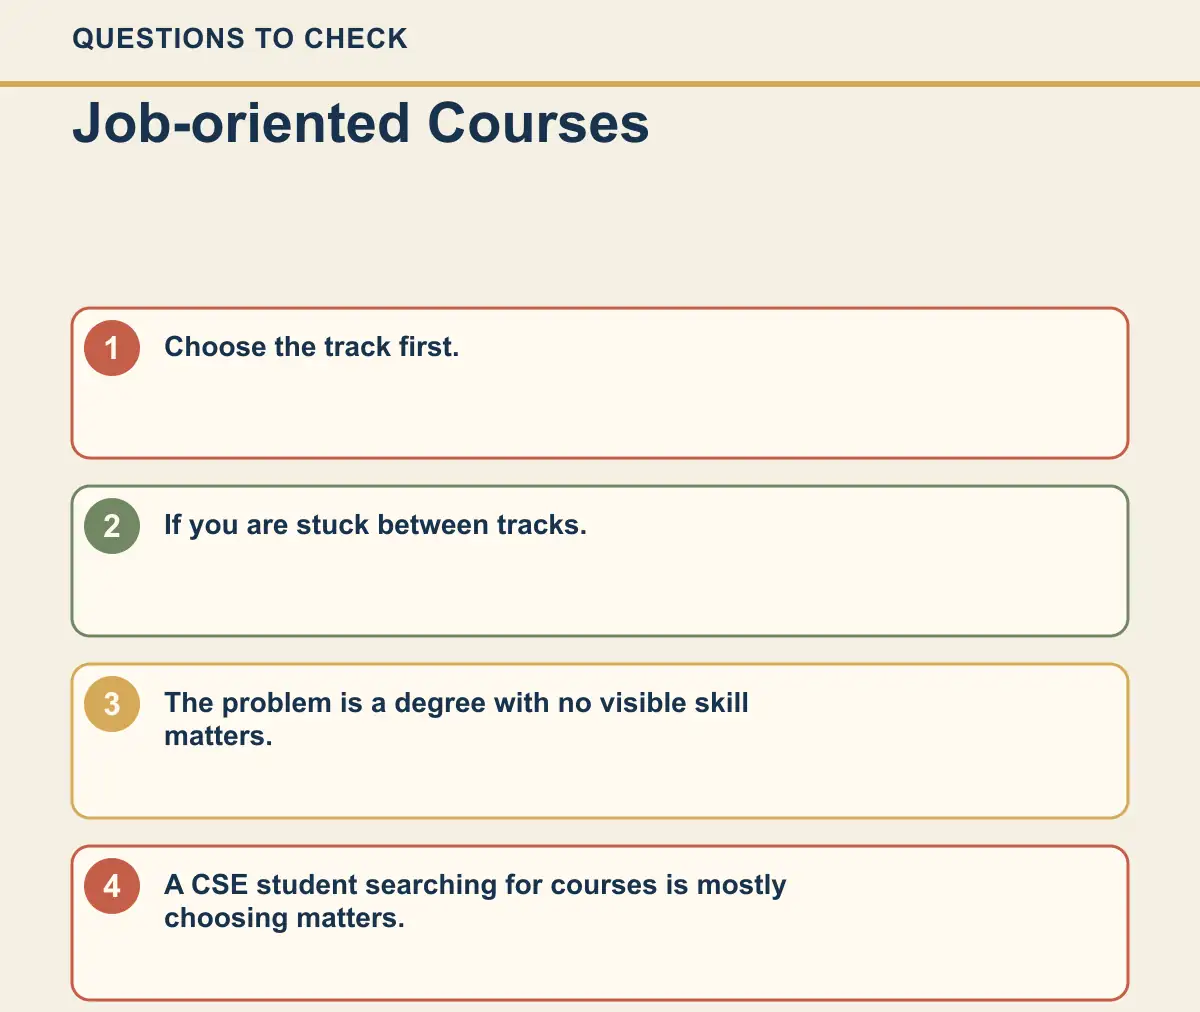 QUESTIONS TO CHECK
Job-oriented Courses
1
Choose the track first.
2
If you are stuck between tracks.
3
The problem is a degree with no visible skill
matters.
4
A CSE student searching for courses is mostly
choosing matters.